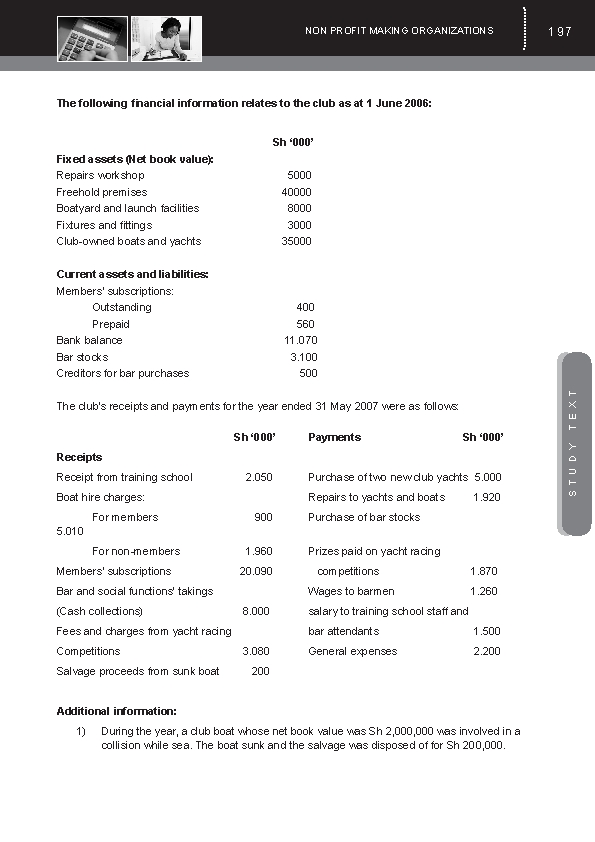 NON PROFIT MAKING ORGANIZATIONS 197
The following financial information relates to the club as at 1 June 2006:
Sh ‘000’
Fixed assets (Net book value):
Repairs workshop 5000
Freehold premises 40000
Boatyard and launch facilities 8000
Fixtures and fittings 3000
Club-owned boats and yachts 35000
Current assets and liabilities:
Members’ subscriptions:
Outstanding 400
Prepaid 560
Bank balance 11.070
Bar stocks 3.100
Creditors for bar purchases 500
The club’s receipts and payments for the year ended 31 May 2007 were as follows:
Sh ‘000’ Payments Sh ‘000’
Receipts
Receipt from training school 2.050 Purchase of two new club yachts 5.000
Boat hire charges: Repairs to yachts and boats 1.920
For members 900 Purchase of bar stocks
5.010
For non-members 1.960 Prizes paid on yacht racing
Members’ subscriptions 20.090 competitions 1.870
Bar and social functions’ takings Wages to barmen 1.260
(Cash collections) 8.000 salary to training school staff and
Fees and charges from yacht racing bar attendants 1.500
Competitions 3.080 General expenses 2.200
Salvage proceeds from sunk boat 200
Additional information:
1) During the year, a club boat whose net book value was Sh 2,000,000 was involved in a
collision while sea. The boat sunk and the salvage was disposed of for Sh 200,000.
STUDY TEXT